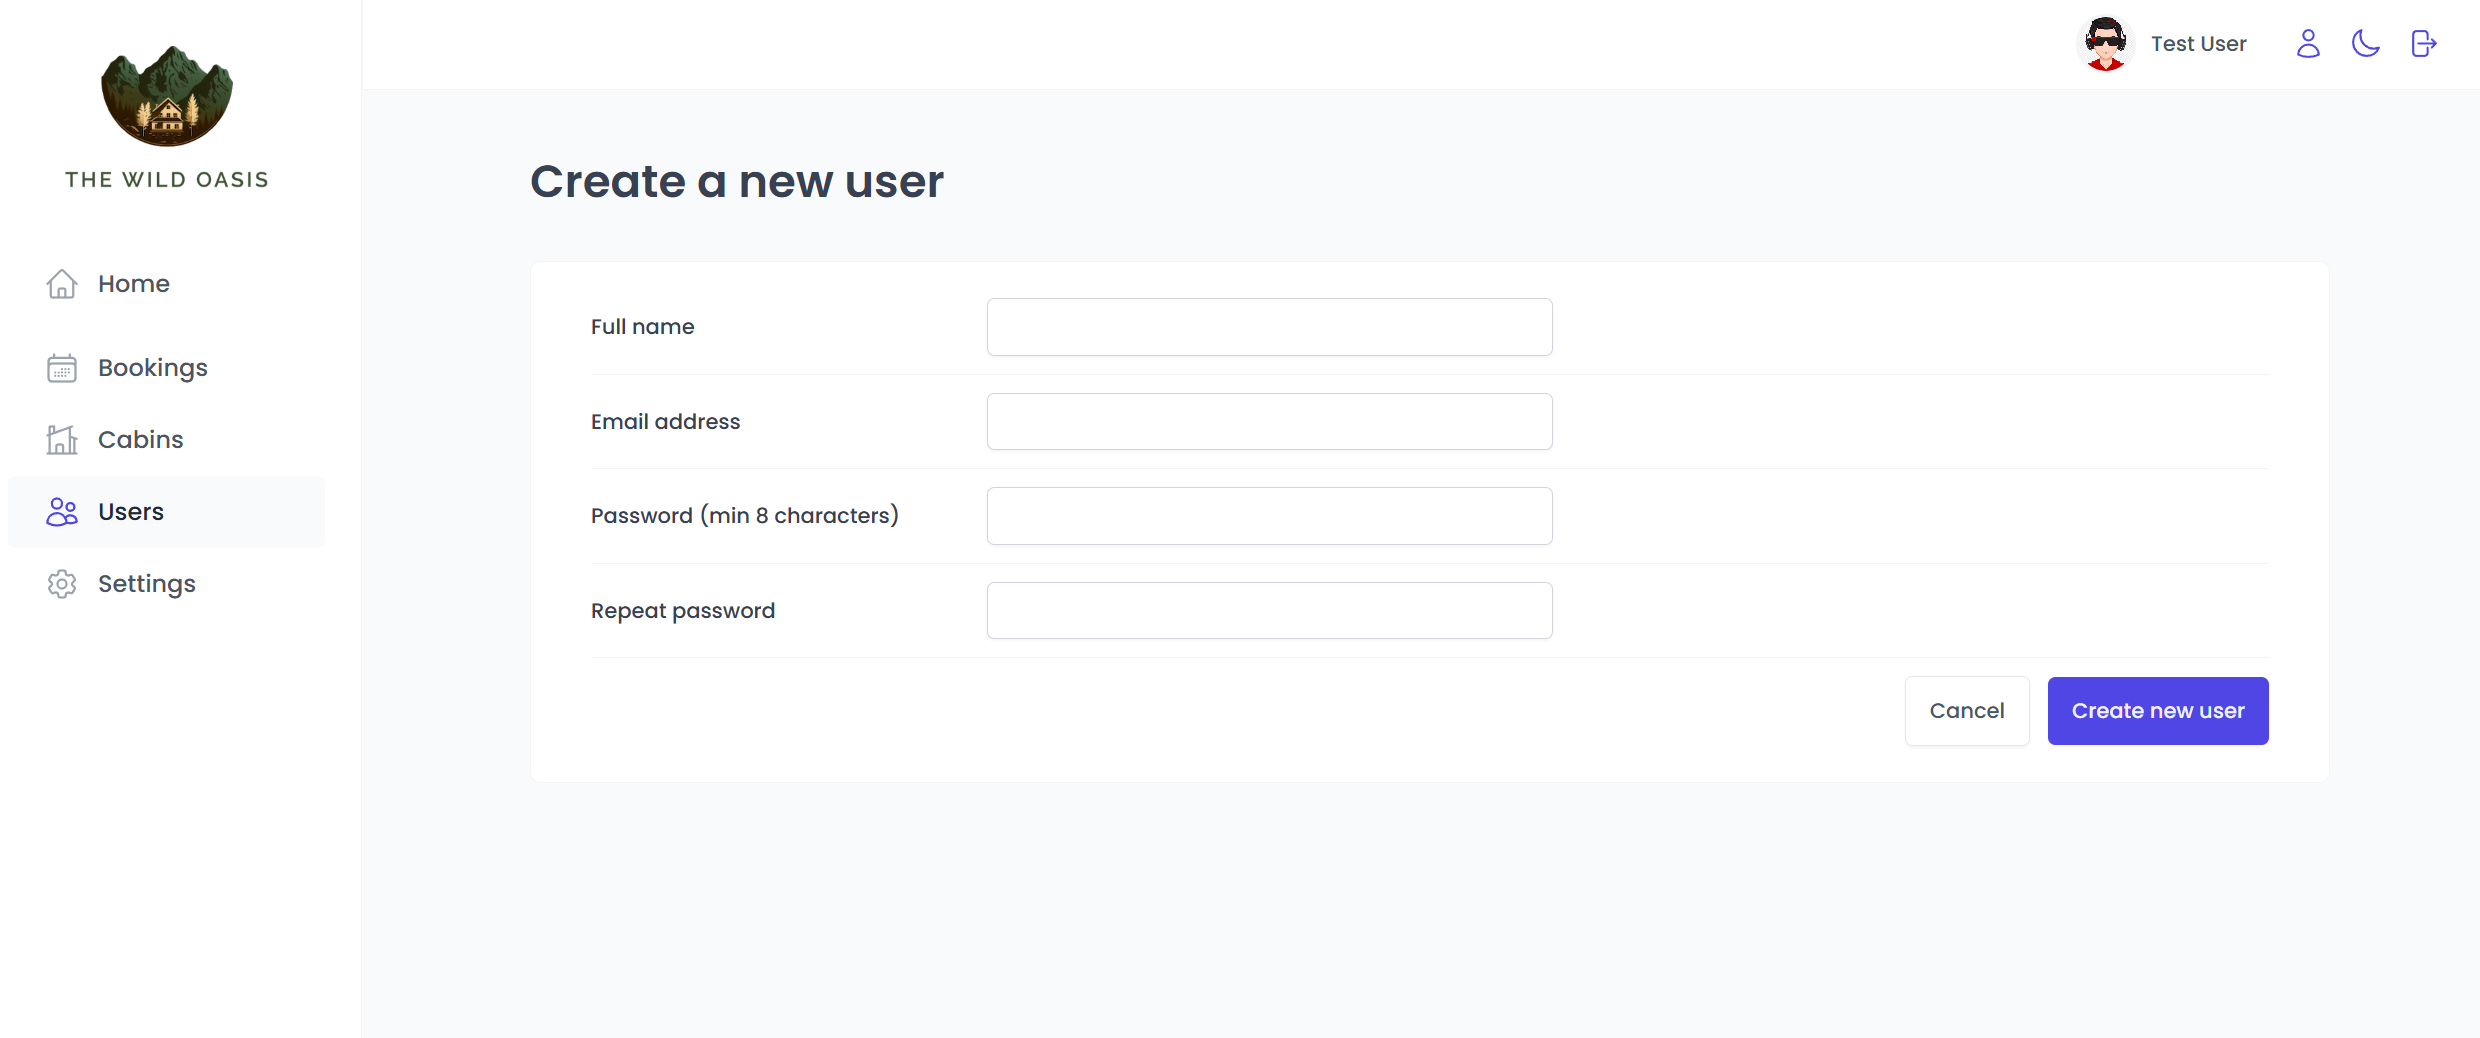 THE WILD OASIS
Home
Bookings
Cabins
Users
Settings
Test User
Create a new user
Full name
Email address
Password (min 8 characters)
Repeat password
Cancel
Create new user